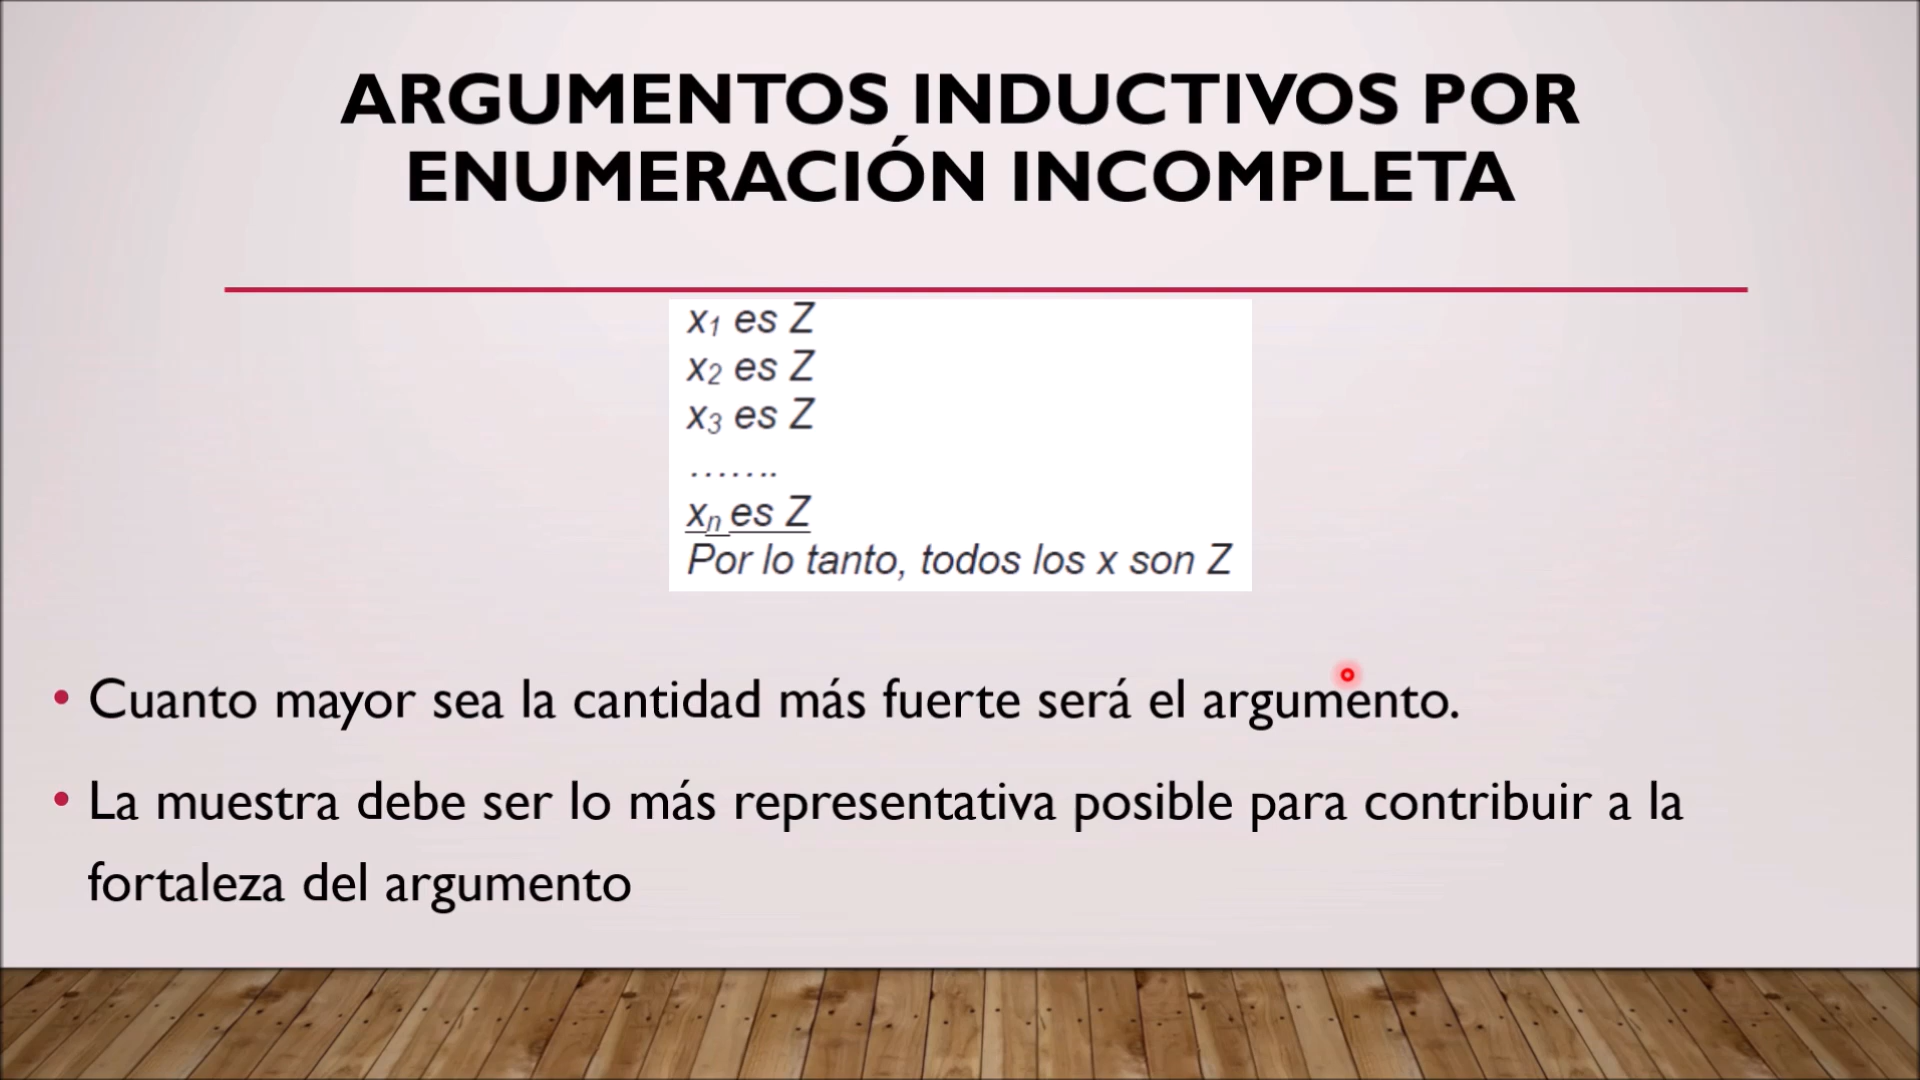 ARGUMENTOS INDUCTIVOS POR
ENUMERACIÓN INCOMPLETA
x₁ es Z
x₂ es Z
x₃ es Z
.......
xₙ es Z
Por lo tanto, todos los x son Z
• Cuanto mayor sea la cantidad más fuerte será el argumento.
• La muestra debe ser lo más representativa posible para contribuir a la
fortaleza del argumento